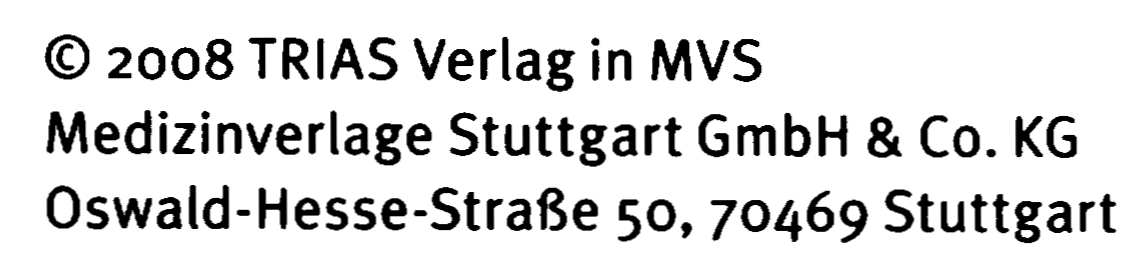 © 2008 TRIAS Verlag in MVS
Medizinverlage Stuttgart GmbH & Co. KG
Oswald-Hesse-Straße 50, 70469 Stuttgart